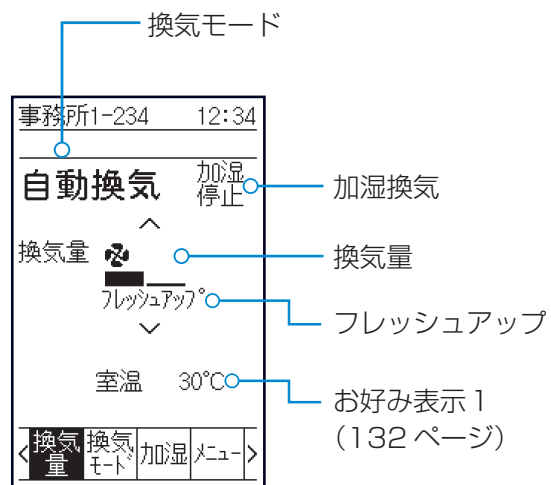 換気モード
事務所1-234 12:34
自動換気 加湿
停止
加湿換気
換気量
換気量
フレッシュアップ
フレッシュアップ
室温 30℃
お好み表示1
(132 ページ)
<換気
量 換気
モード 加湿 メニュー>